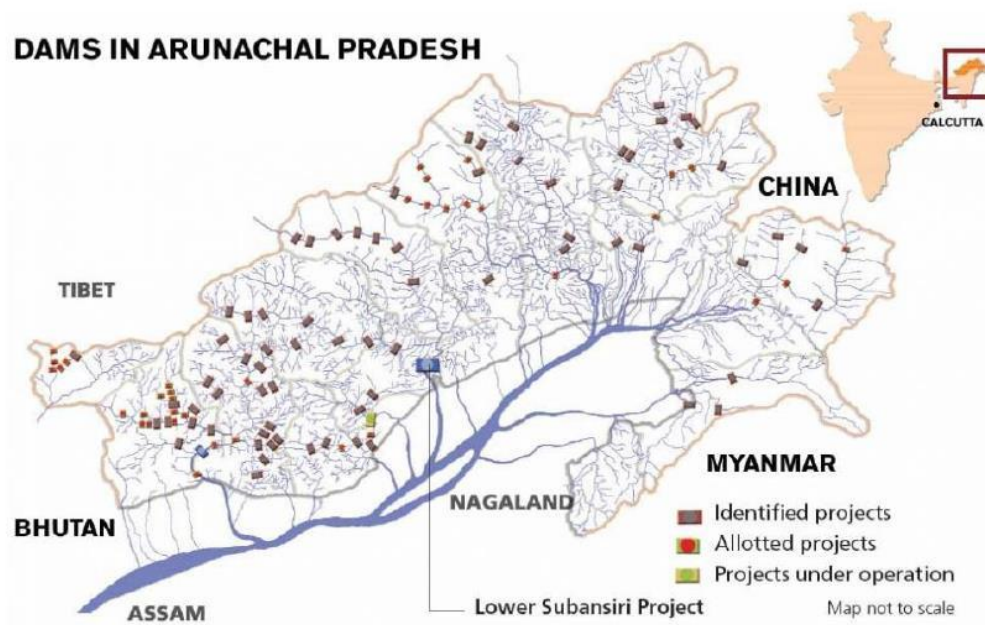 DAMS IN ARUNACHAL PRADESH
CALCUTTA
CHINA
TIBET
MYANMAR
NAGALAND
BHUTAN
ASSAM
Identified projects
Allotted projects
Projects under operation
Lower Subansiri Project
Map not to scale